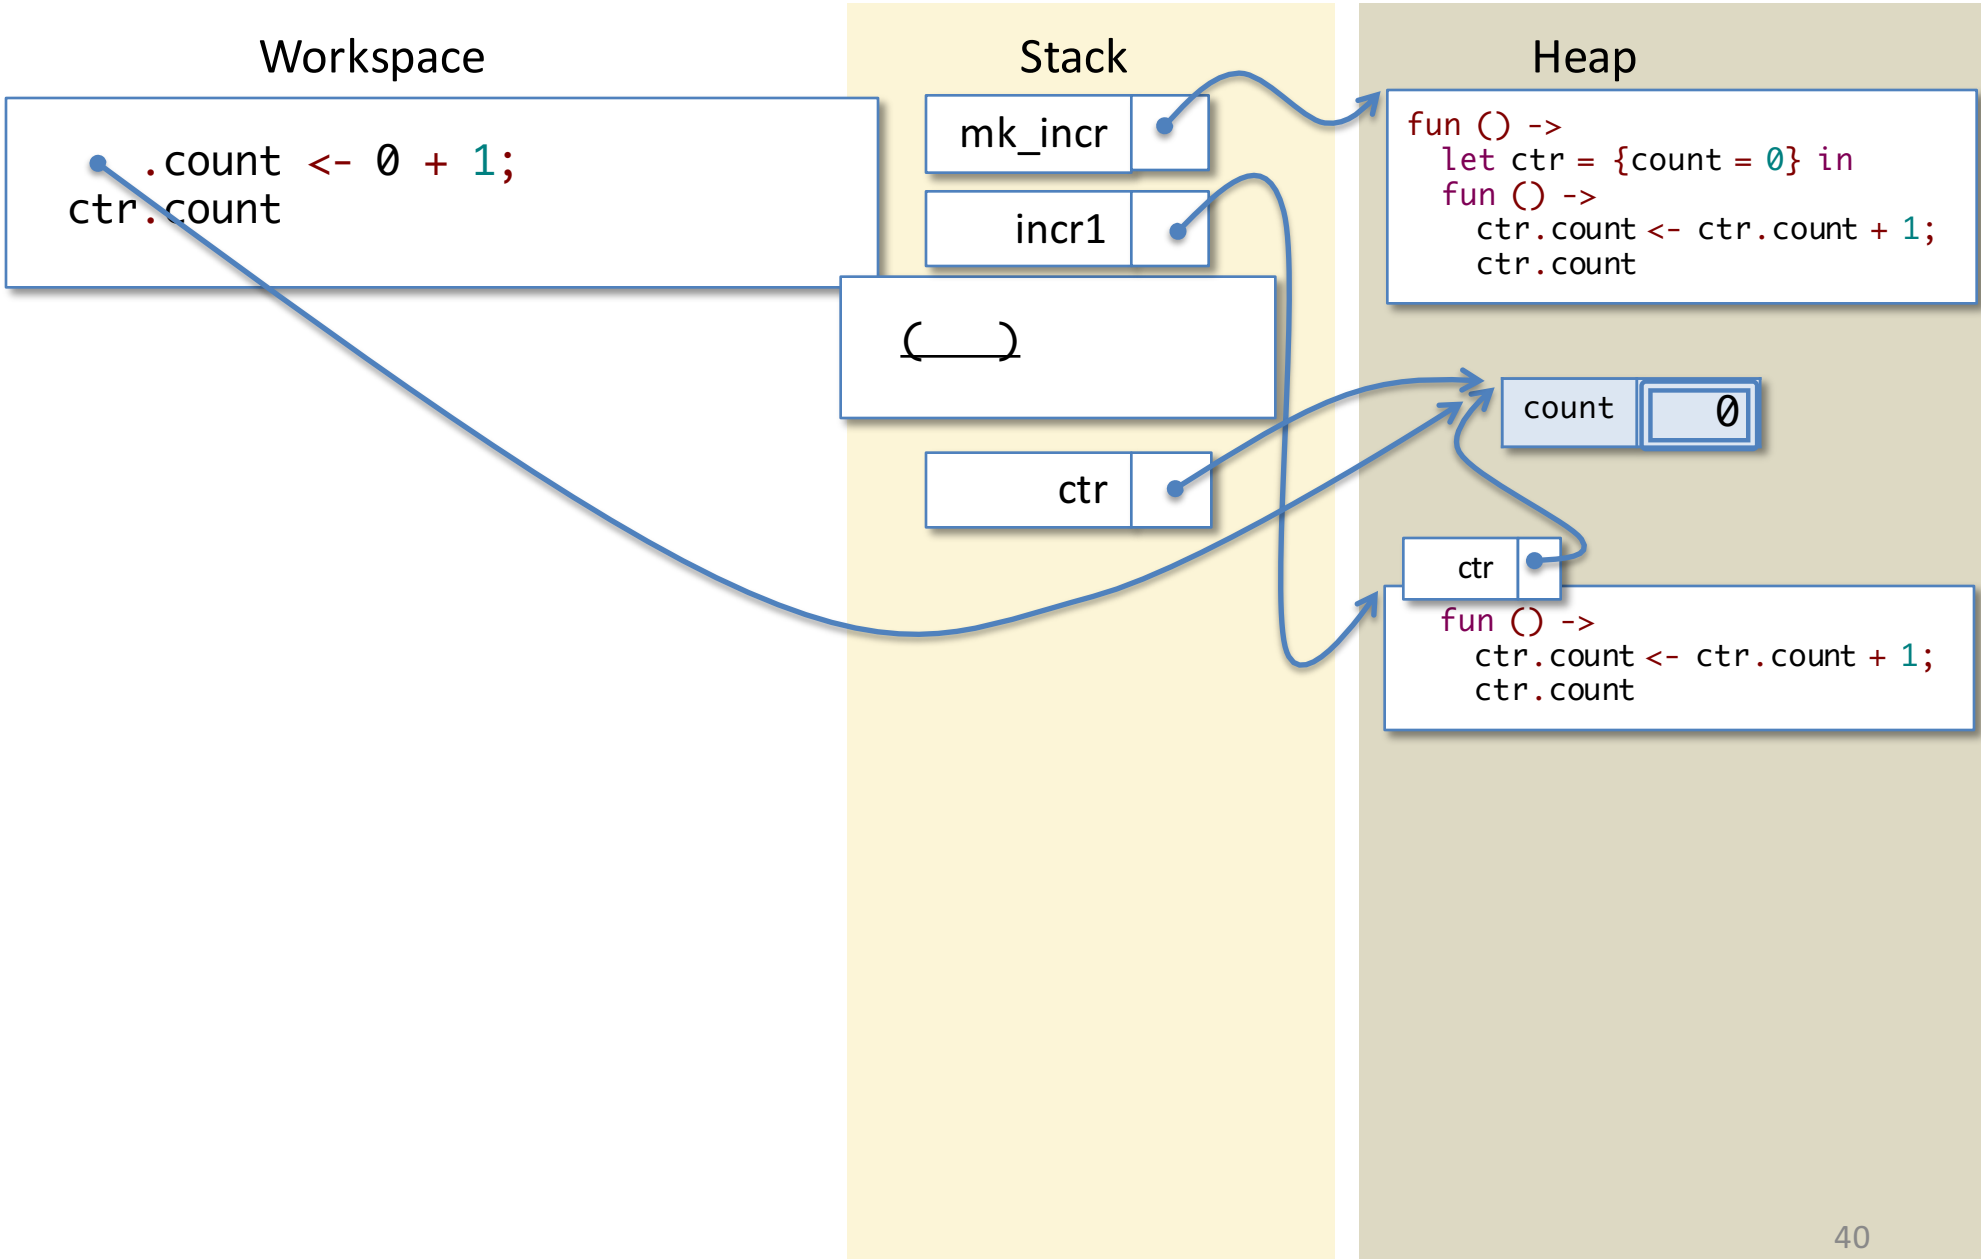 Workspace
.count <- 0 + 1;
ctr.count
Stack
mk_incr
incr1
(____)
ctr
Heap
fun () ->
let ctr = {count = 0} in
fun () ->
ctr.count <- ctr.count + 1;
ctr.count
count 0
ctr
fun () ->
ctr.count <- ctr.count + 1;
ctr.count
40